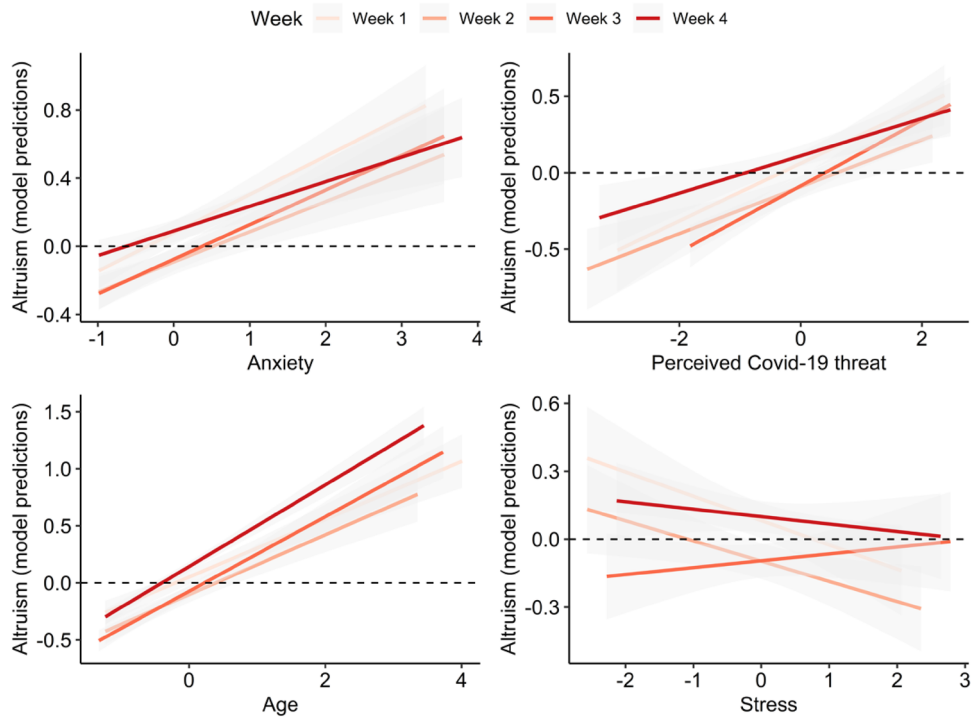 Week Week 1 Week 2 Week 3 Week 4
Altruism (model predictions)
0.8
0.4
0.0
-0.4
-1 0 1 2 3 4
Anxiety
Altruism (model predictions)
0.5
0.0
-0.5
-2 0 2
Perceived Covid-19 threat
Altruism (model predictions)
1.5
1.0
0.5
0.0
-0.5
0 2 4
Age
Altruism (model predictions)
0.6
0.3
0.0
-0.3
-2 -1 0 1 2 3
Stress